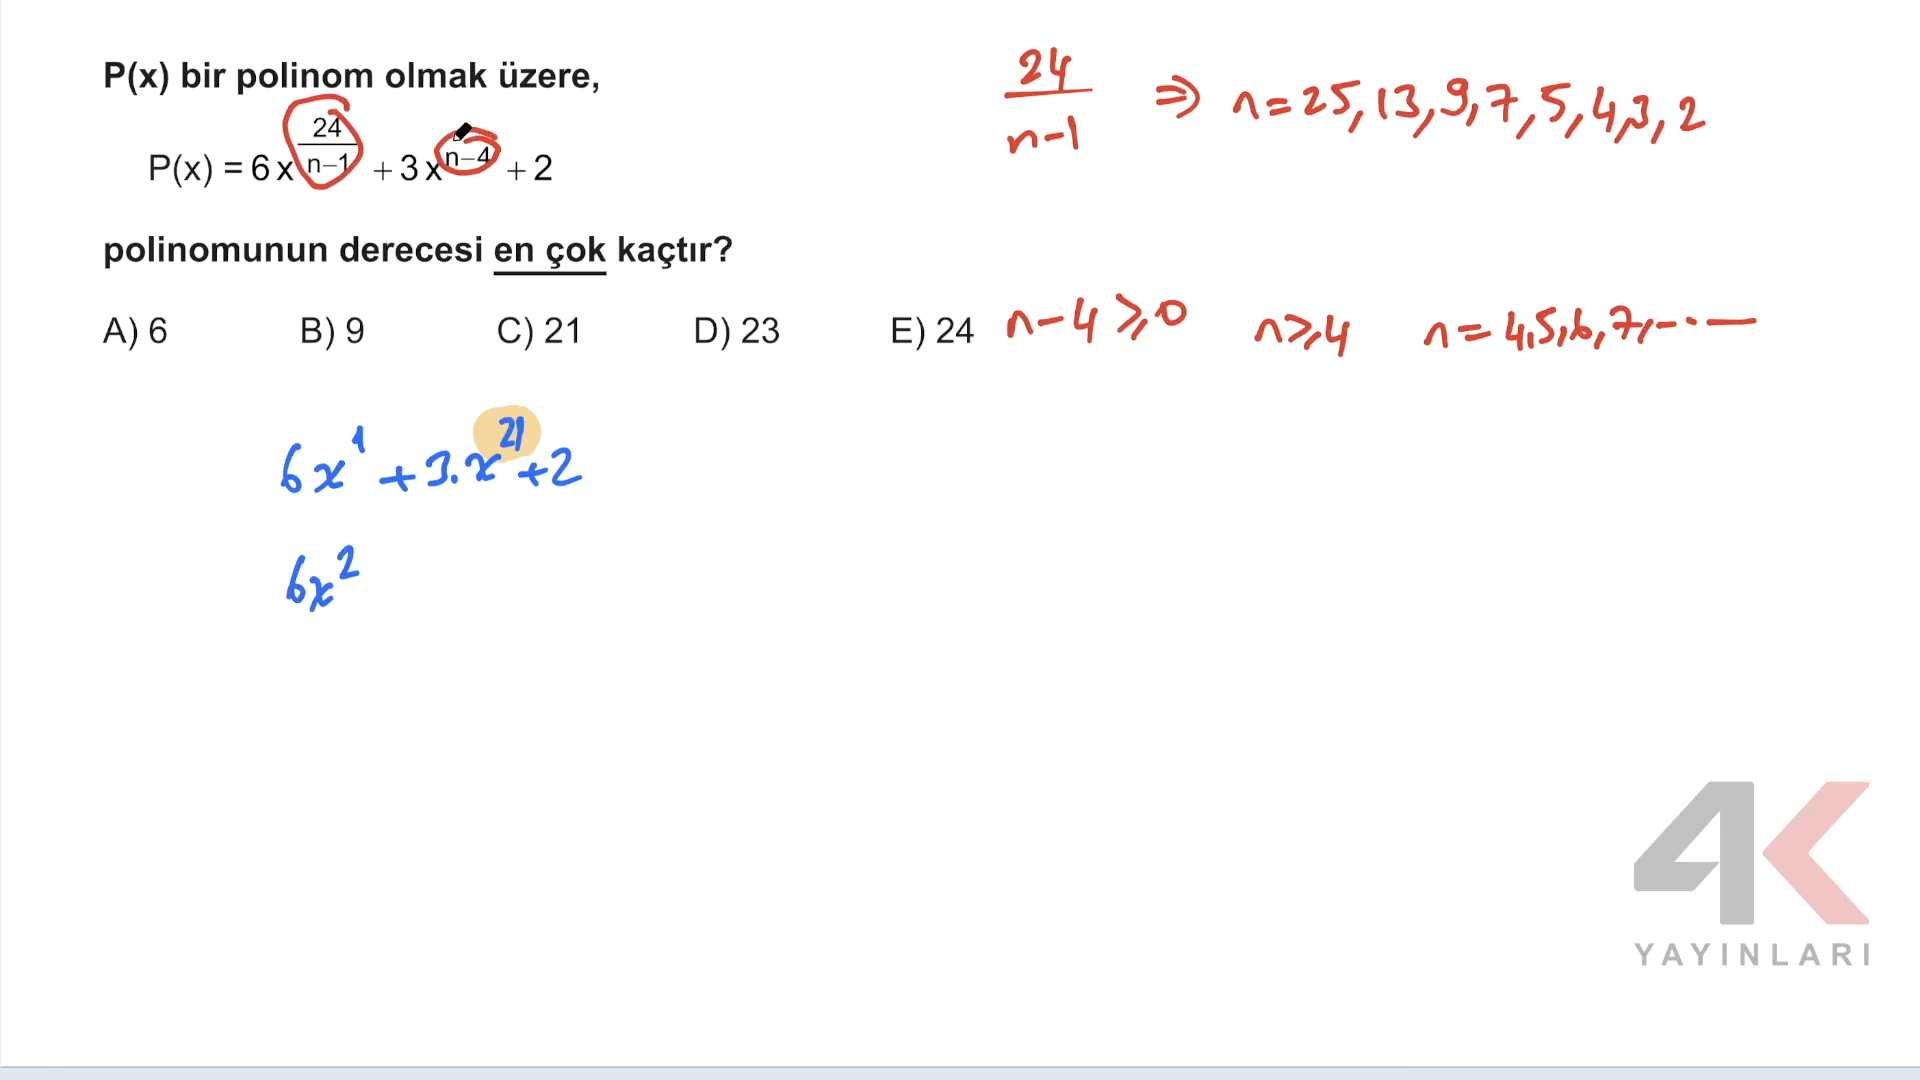 P(x) bir polinom olmak üzere,
P(x) = 6x^(24/(n−1)) + 3x^(n−4) + 2
polinomunun derecesi en çok kaçtır?
A) 6 B) 9 C) 21 D) 23 E) 24
24/(n-1) ⇒ n=25,13,9,7,5,4,3,2
n-4⩾0 n⩾4 n=4,5,6,7,-·—
6x^1+3.x^21+2
6x^2
4K
YAYINLARI